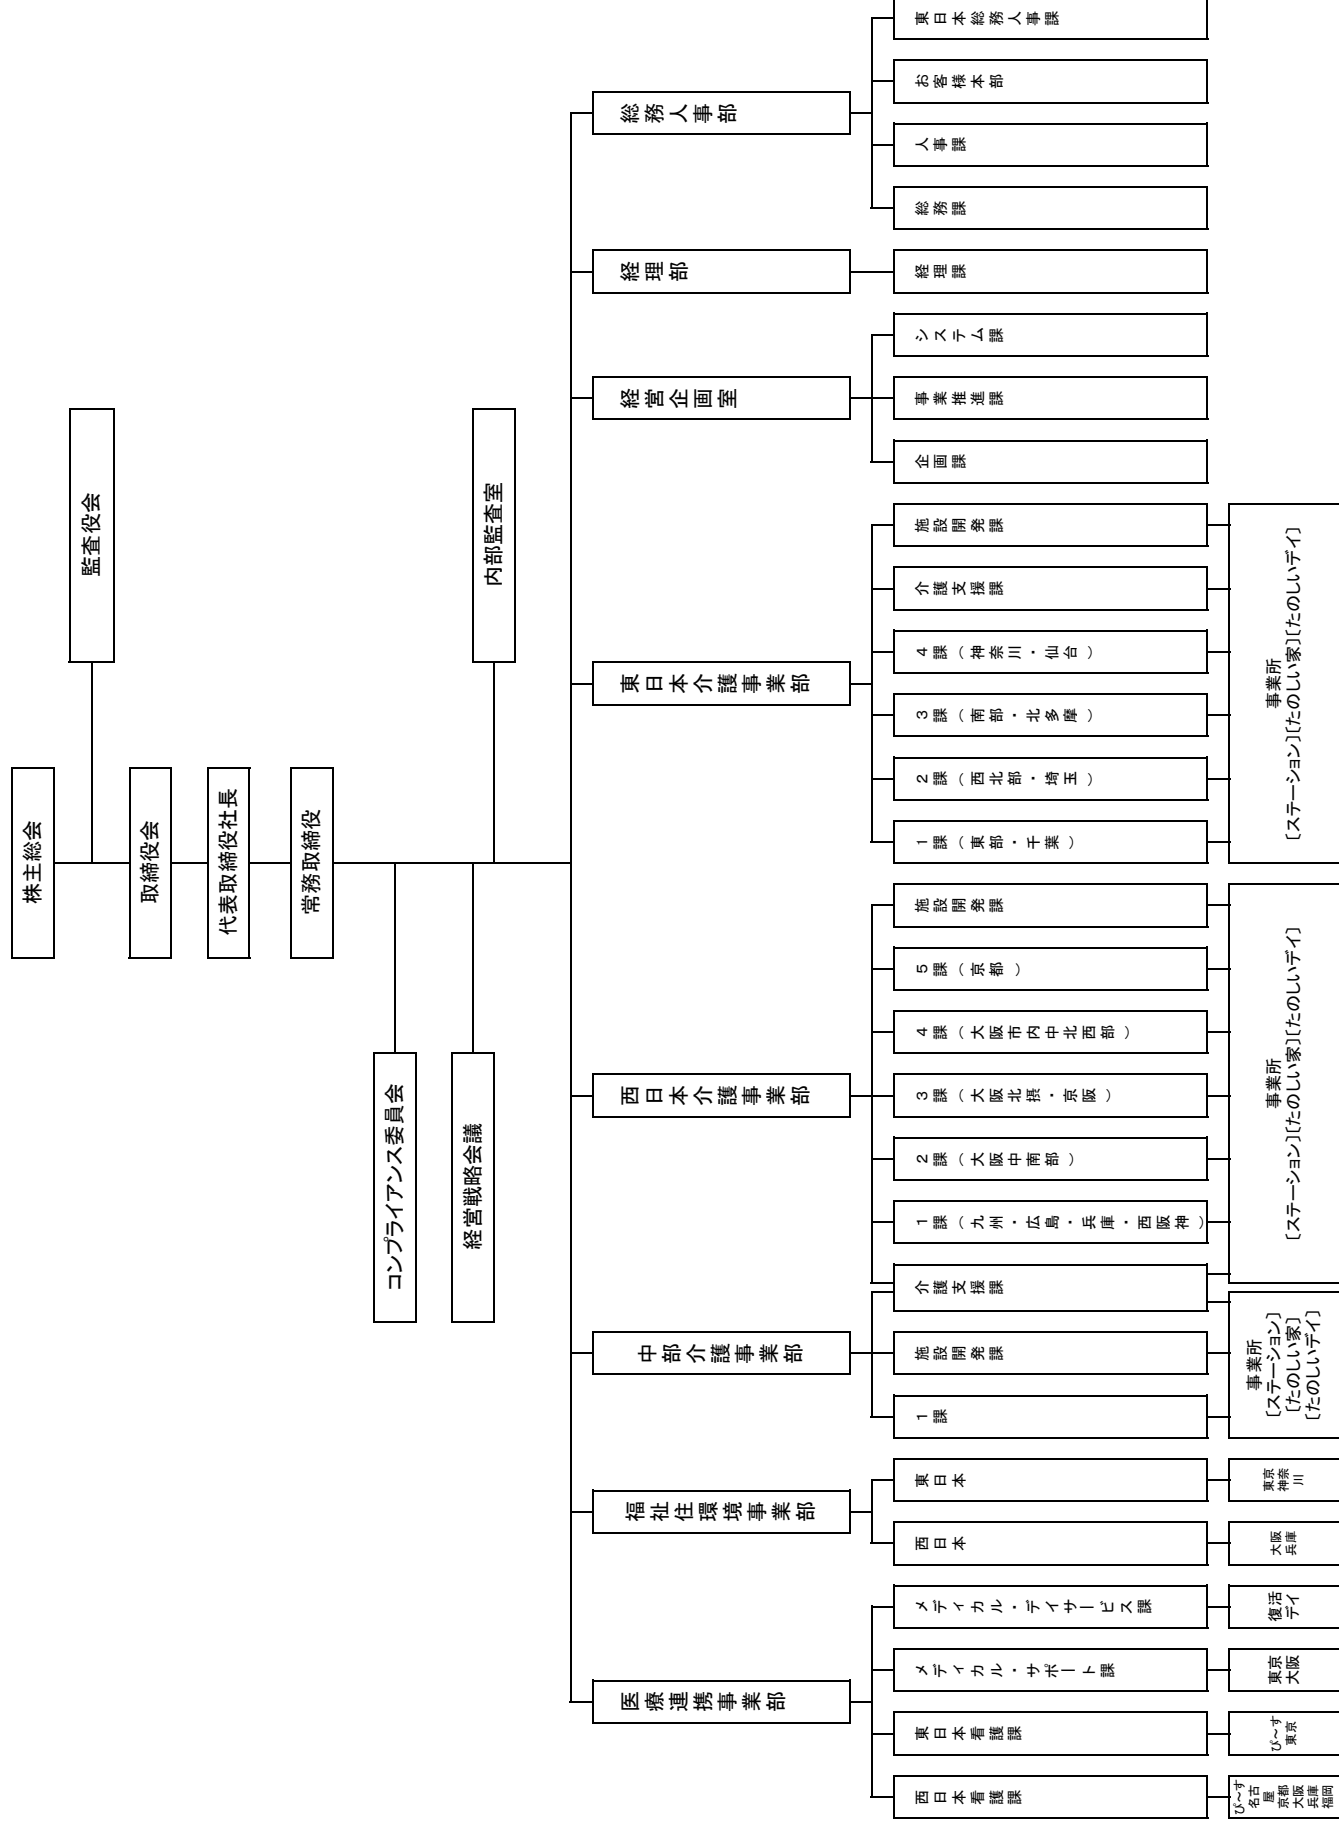 株主総会
監査役会
取締役会
代表取締役社長
常務取締役
コンプライアンス委員会
経営戦略会議
内部監査室
医療連携事業部
福祉住環境事業部
中部介護事業部
西日本介護事業部
東日本介護事業部
経営企画室
経理部
総務人事部
西日本看護課
東日本看護課
メディカル・サポート課
メディカル・デイサービス課
西日本
東日本
1課
施設開発課
介護支援課
1課（九州・広島・兵庫・西阪神）
2課（大阪中南部）
3課（大阪北摂・京阪）
4課（大阪市内中北西部）
5課（京都）
施設開発課
1課（東部・千葉）
2課（西北部・埼玉）
3課（南部・北多摩）
4課（神奈川・仙台）
介護支援課
施設開発課
企画課
事業推進課
システム課
経理課
総務課
人事課
お客様本部
東日本総務人事課
ぴ～す
名古
屋
京都
大阪
兵庫
福岡
ぴ～す
東京
東京
大阪
復活
デイ
大阪
兵庫
東京
神奈
川
事業所
［ステーション］
［たのしい家］
［たのしいデイ］
事業所
［ステーション］［たのしい家］［たのしいデイ］
事業所
［ステーション］［たのしい家］［たのしいデイ］